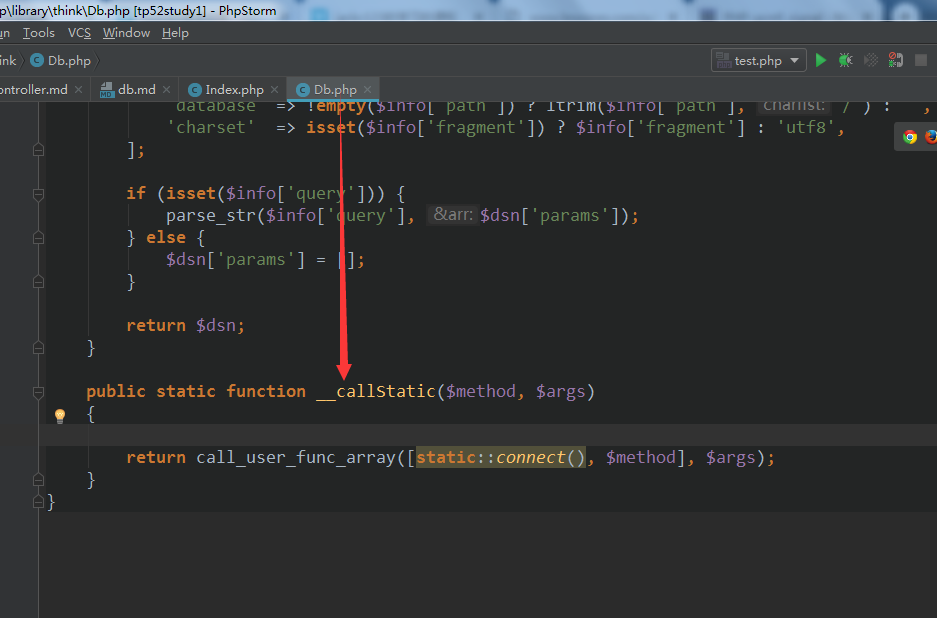 p\library\think\Db.php [tp52study1] - PhpStorm
un Tools VCS Window Help
ink Db.php test.php
ontroller.md × db.md × Index.php × Db.php ×
'database' => !empty($info['path']) ? ltrim($info['path'], charlist: '/') : '',
'charset' => isset($info['fragment']) ? $info['fragment'] : 'utf8',
];
if (isset($info['query'])) {
parse_str($info['query'], &arr: $dsn['params']);
} else {
$dsn['params'] = [];
}
return $dsn;
}
public static function __callStatic($method, $args)
{
return call_user_func_array([static::connect(), $method], $args);
}
}